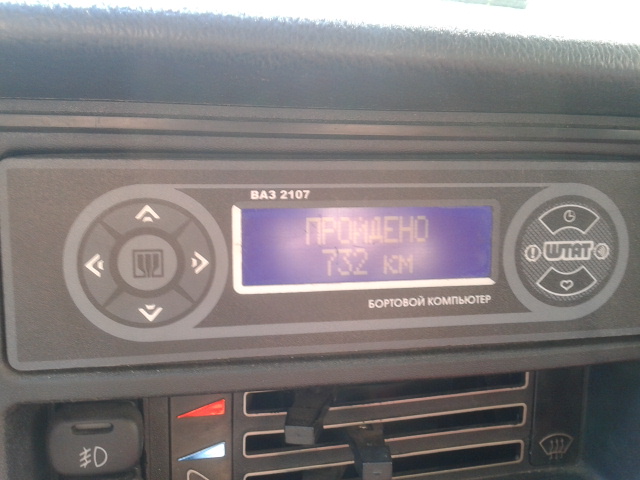 ВАЗ 2107
ПРОЙДЕНО
732 км
ШТАТ
БОРТОВОЙ КОМПЬЮТЕР